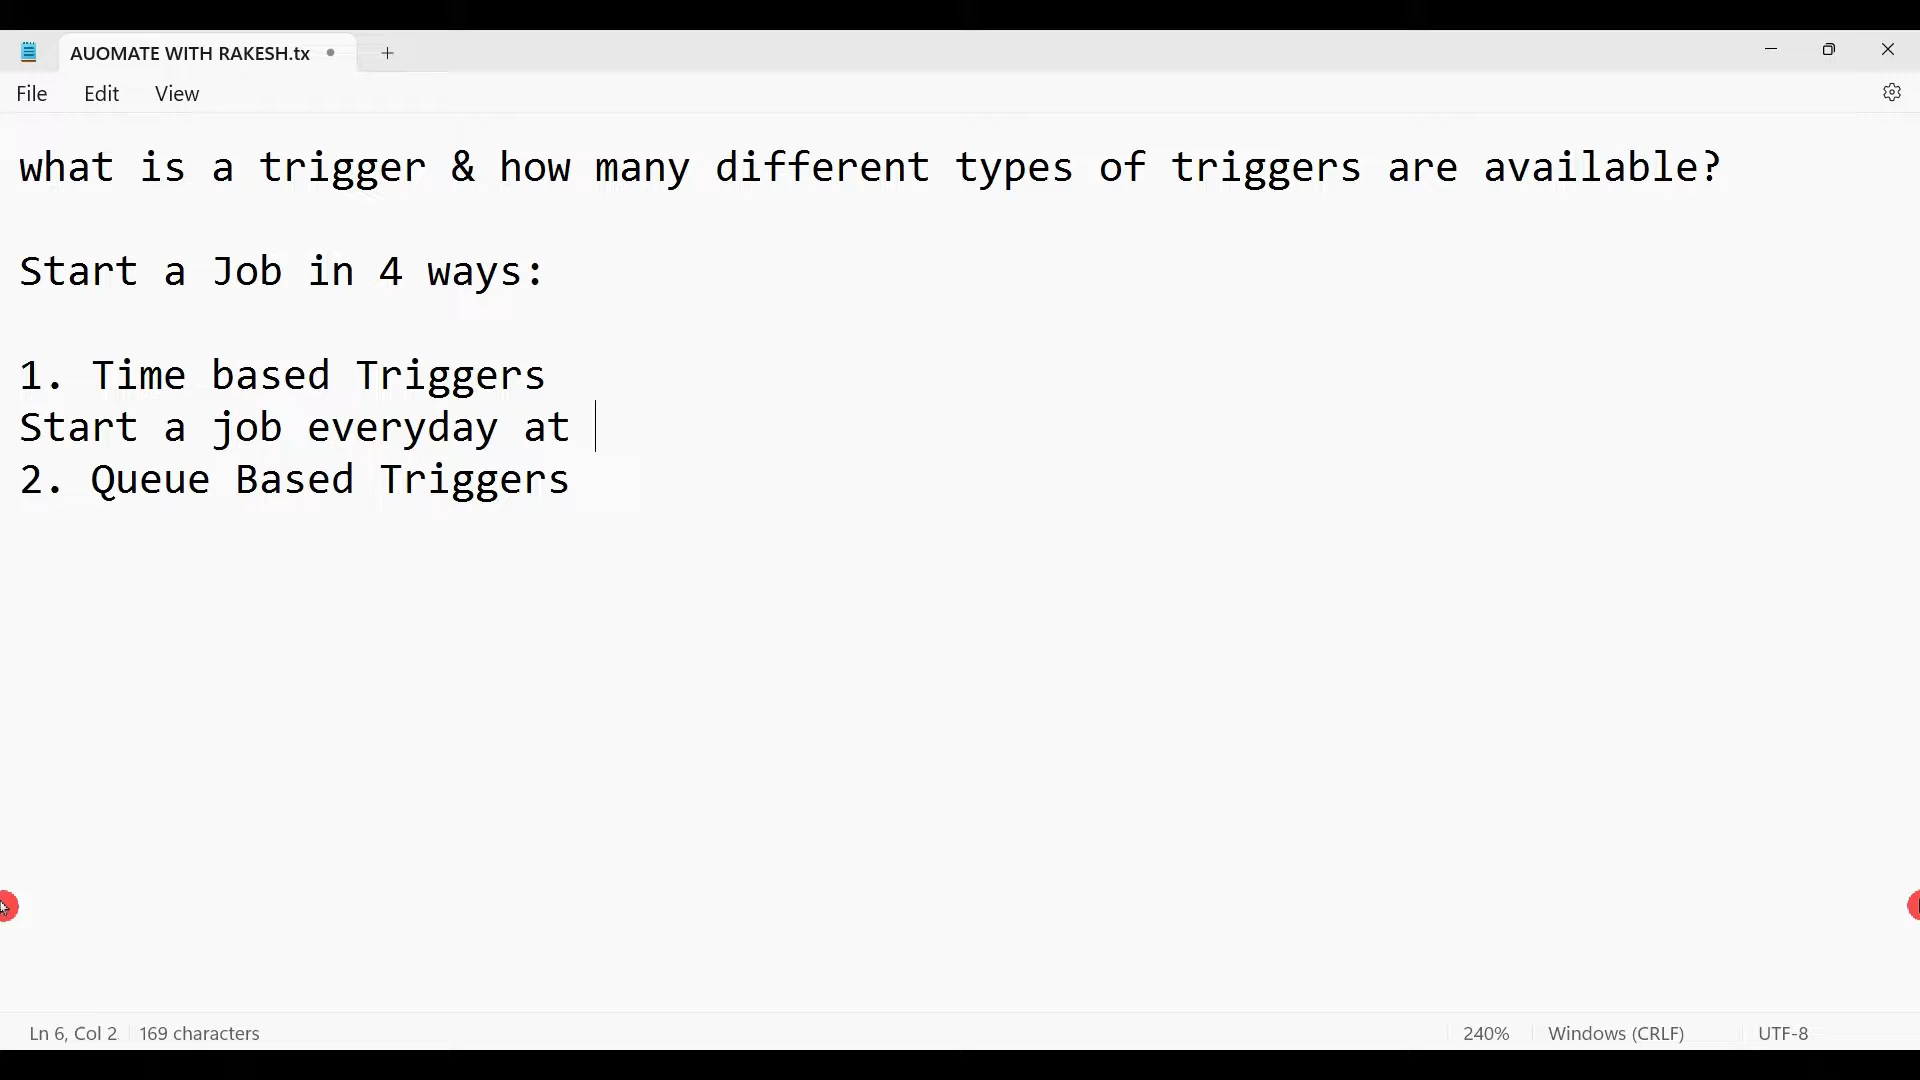 AUOMATE WITH RAKESH.tx
File Edit View
what is a trigger & how many different types of triggers are available?
Start a Job in 4 ways:
1. Time based Triggers
Start a job everyday at
2. Queue Based Triggers
Ln 6, Col 2 169 characters 240% Windows (CRLF) UTF-8